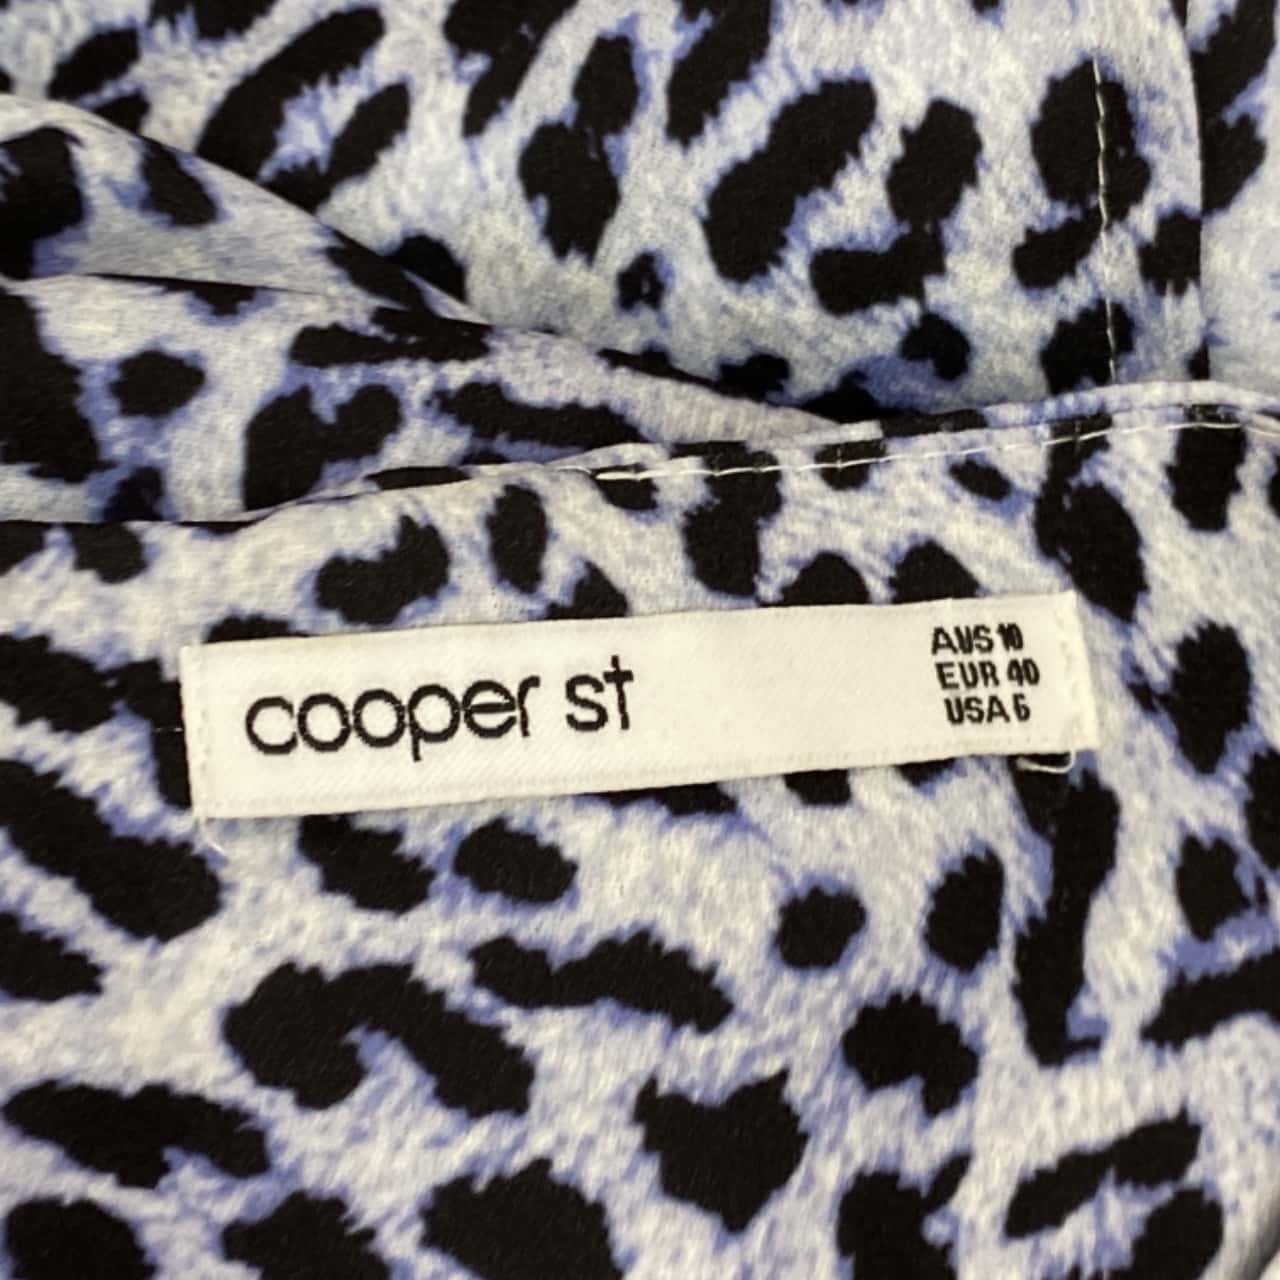 cooper st
AUS 10
EUR 40
USA 6